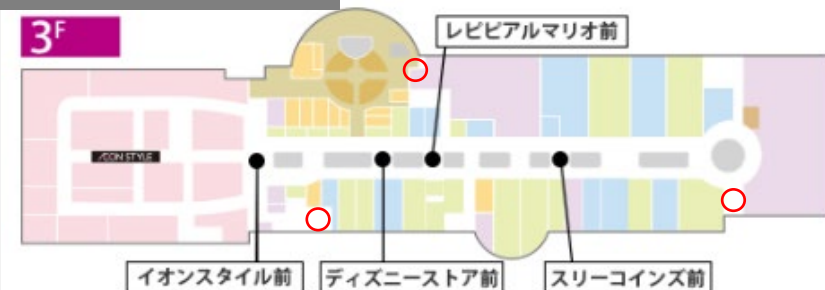 3F
レピピアルマリオ前
ÆON STYLE
イオンスタイル前
ディズニーストア前
スリーコインズ前